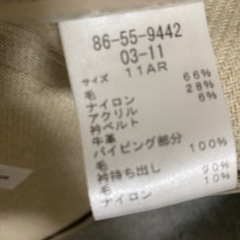 86-55-9442
03-11
サイズ 11AR
毛 66%
ナイロン 28%
アクリル 6%
衿ベルト
牛革
パイピング部分
毛 100%
衿持ち出し
毛 90%
ナイロン 10%